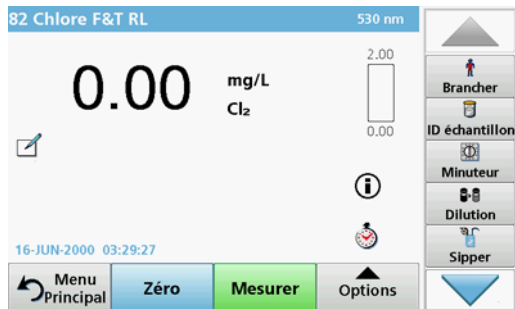 82 Chlore F&T RL
530 nm
0.00
mg/L
Cl₂
2.00
0.00
16-JUN-2000 03:29:27
Menu
Principal
Zéro
Mesurer
Options
Brancher
ID échantillon
Minuteur
Dilution
Sipper